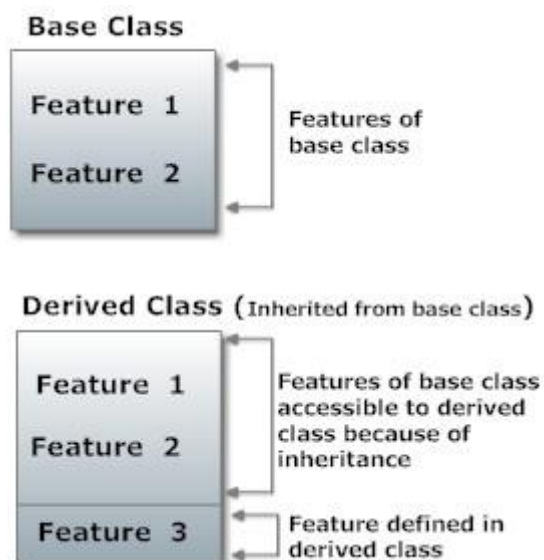 Base Class
Feature 1
Feature 2
Features of
base class
Derived Class (Inherited from base class)
Feature 1
Feature 2
Features of base class
accessible to derived
class because of
inheritance
Feature 3
Feature defined in
derived class